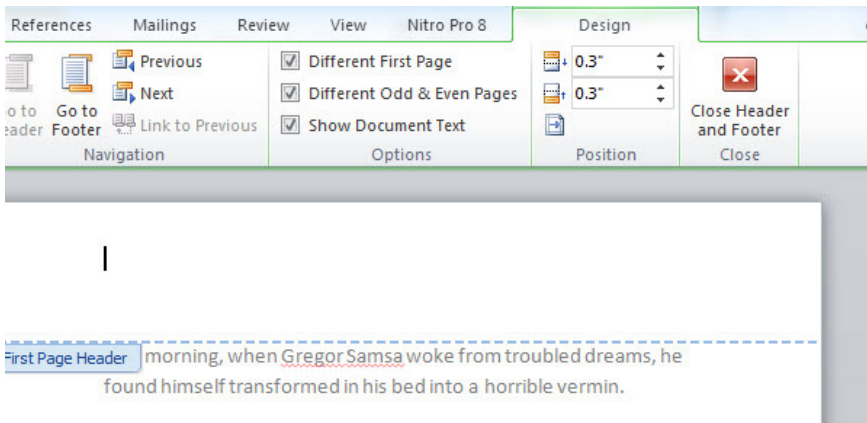 References Mailings Review View Nitro Pro 8 Design
Previous Different First Page 0.3"
Go to Next Different Odd & Even Pages 0.3"
Footer Link to Previous Show Document Text Close Header
and Footer
Navigation Options Position Close
First Page Header morning, when Gregor Samsa woke from troubled dreams, he
found himself transformed in his bed into a horrible vermin.